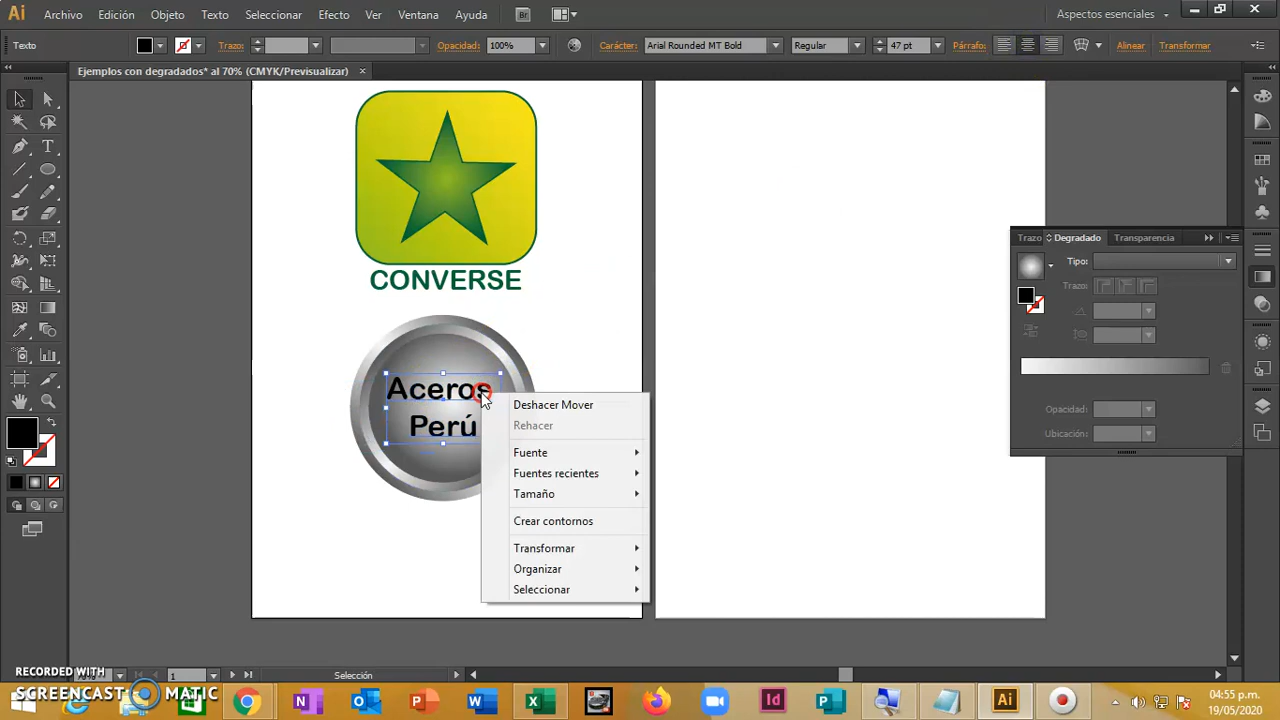 Ai Archivo Edición Objeto Texto Seleccionar Efecto Ver Ventana Ayuda Br Aspectos esenciales
Texto Trazo: Opacidad: 100% Carácter: Arial Rounded MT Bold Regular 47 pt Párrafo: Alinear Transformar
Ejemplos con degradados* al 70% (CMYK/Previsualizar)
CONVERSE
Aceros
Perú
Deshacer Mover
Rehacer
Fuente
Fuentes recientes
Tamaño
Crear contornos
Transformar
Organizar
Seleccionar
Trazo Degradado Transparencia
Tipo:
Trazo:
Opacidad:
Ubicación:
1 Selección
RECORDED WITH
SCREENCAST MATIC
04:55 p.m.
19/05/2020